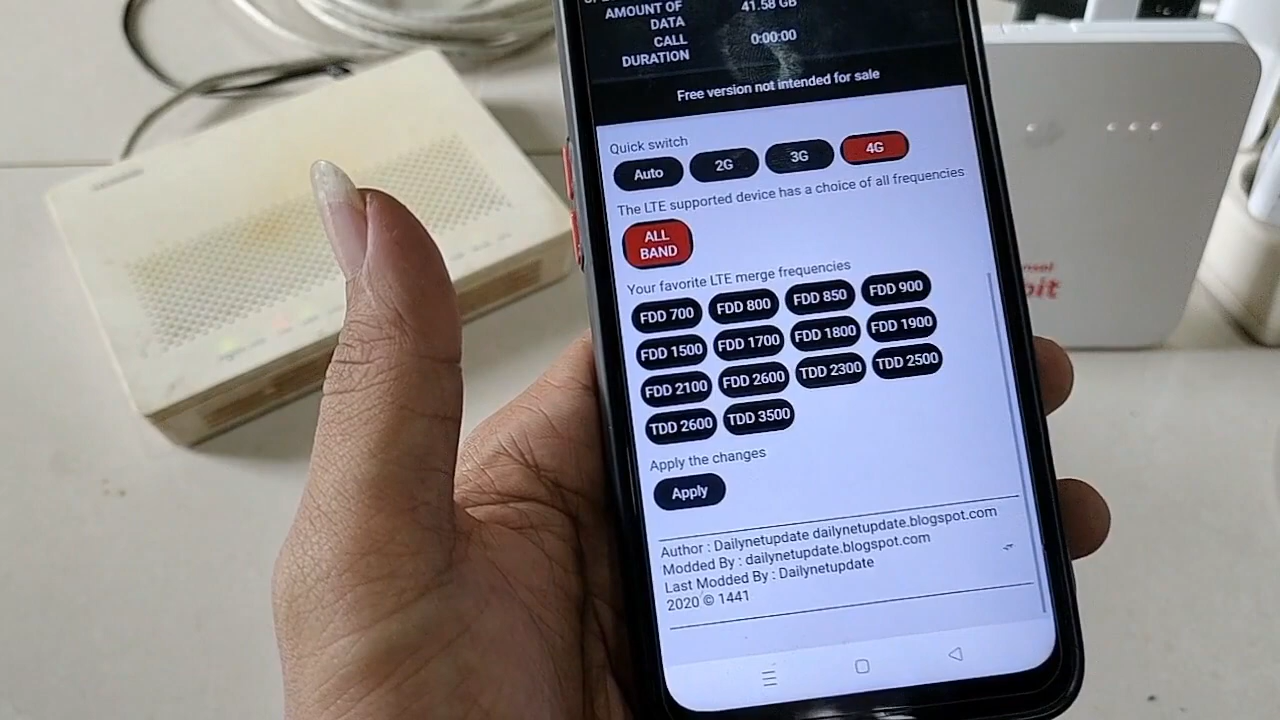 AMOUNT OF DATA 41.58 GB
CALL DURATION 0:00:00
Free version not intended for sale
Quick switch
Auto 2G 3G 4G
The LTE supported device has a choice of all frequencies
ALL
BAND
Your favorite LTE merge frequencies
FDD 700 FDD 800 FDD 850 FDD 900
FDD 1500 FDD 1700 FDD 1800 FDD 1900
FDD 2100 FDD 2600 TDD 2300 TDD 2500
TDD 2600 TDD 3500
Apply the changes
Apply
Author : Dailynetupdate dailynetupdate.blogspot.com
Modded By : dailynetupdate.blogspot.com
Last Modded By : Dailynetupdate
2020 © 1441